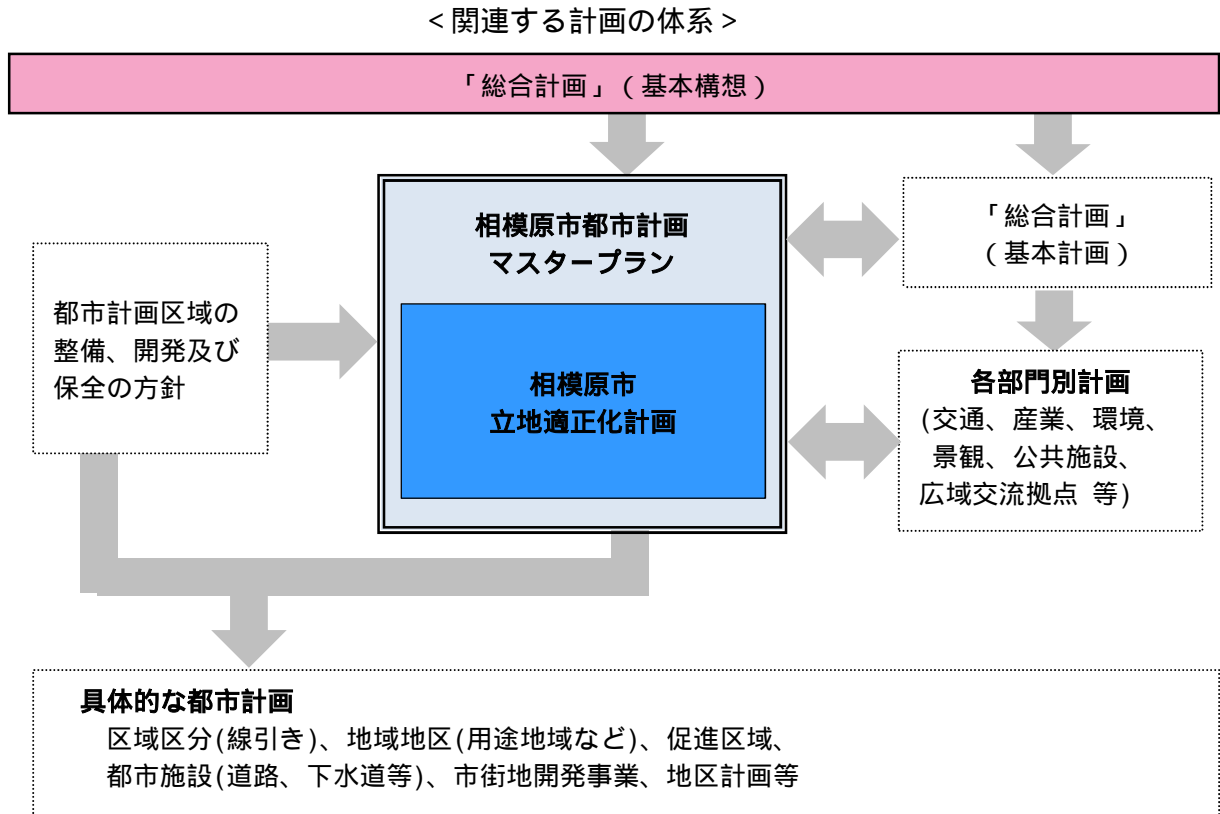 <関連する計画の体系>
「総合計画」(基本構想)
相模原市都市計画
マスタープラン
「総合計画」
(基本計画)
都市計画区域の
整備、開発及び
保全の方針
相模原市
立地適正化計画
各部門別計画
(交通、産業、環境、
景観、公共施設、
広域交流拠点 等)
具体的な都市計画
区域区分(線引き)、地域地区(用途地域など)、促進区域、
都市施設(道路、下水道等)、市街地開発事業、地区計画等